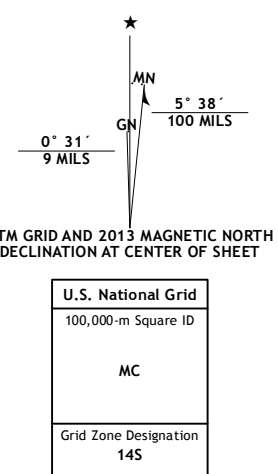 ★
MN
GN
5° 38´
100 MILS
0° 31´
9 MILS
TM GRID AND 2013 MAGNETIC NORTH
DECLINATION AT CENTER OF SHEET
U.S. National Grid
100,000-m Square ID
MC
Grid Zone Designation
14S